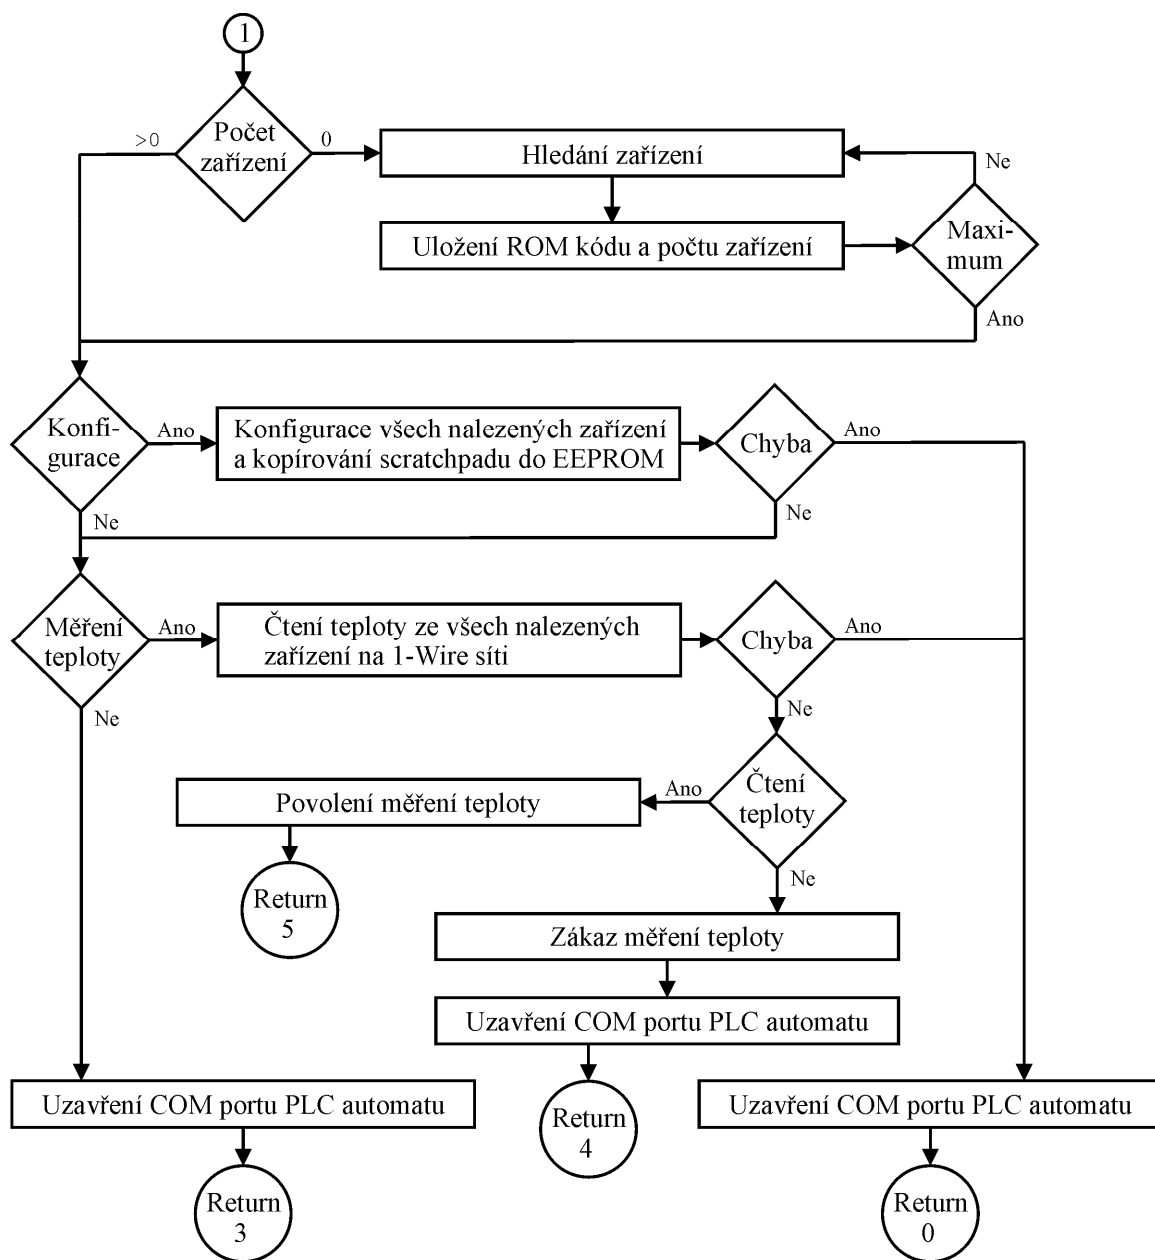 1
Počet
zařízení
>0
0
Hledání zařízení
Ne
Uložení ROM kódu a počtu zařízení
Maxi-
mum
Ano
Konfi-
gurace
Ano
Konfigurace všech nalezených zařízení
a kopírování scratchpadu do EEPROM
Chyba
Ano
Ne
Ne
Měření
teploty
Ano
Čtení teploty ze všech nalezených
zařízení na 1-Wire síti
Chyba
Ano
Ne
Ne
Čtení
teploty
Ano
Povolení měření teploty
Ne
Return
5
Zákaz měření teploty
Uzavření COM portu PLC automatu
Uzavření COM portu PLC automatu
Return
4
Uzavření COM portu PLC automatu
Return
3
Return
0